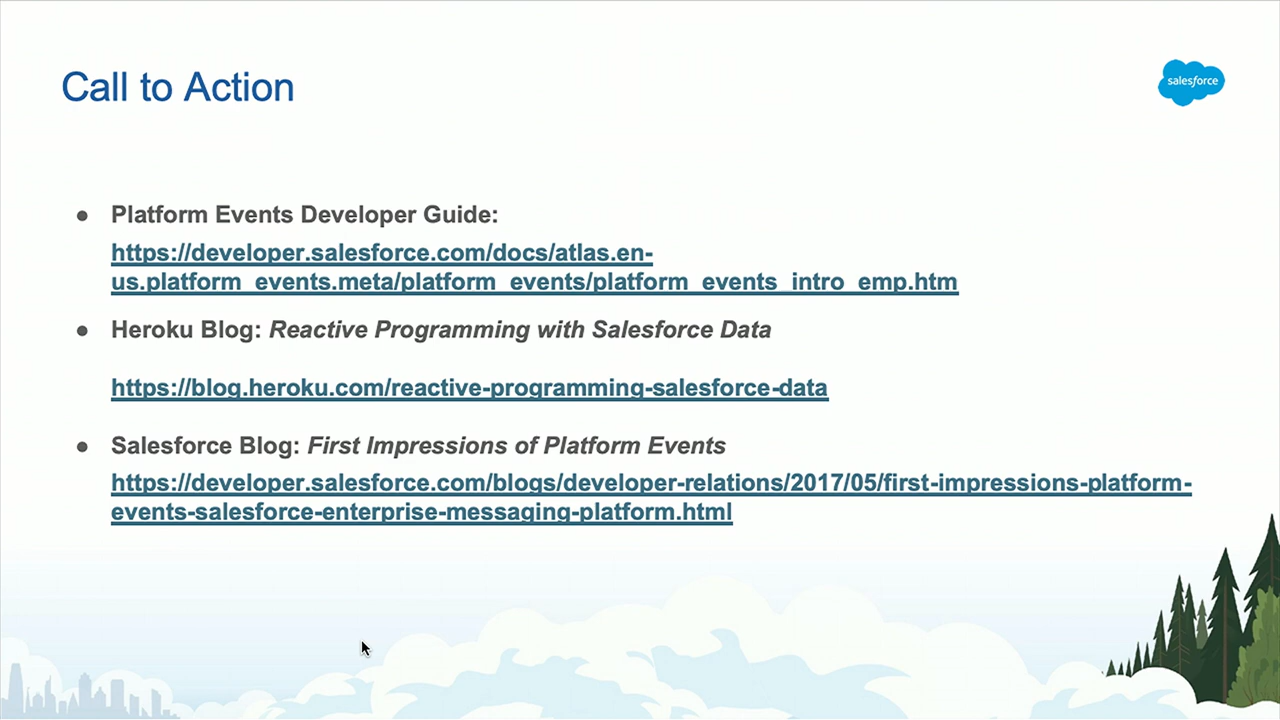 Call to Action
salesforce
● Platform Events Developer Guide:
https://developer.salesforce.com/docs/atlas.en-
us.platform_events.meta/platform_events/platform_events_intro_emp.htm
● Heroku Blog: Reactive Programming with Salesforce Data
https://blog.heroku.com/reactive-programming-salesforce-data
● Salesforce Blog: First Impressions of Platform Events
https://developer.salesforce.com/blogs/developer-relations/2017/05/first-impressions-platform-
events-salesforce-enterprise-messaging-platform.html